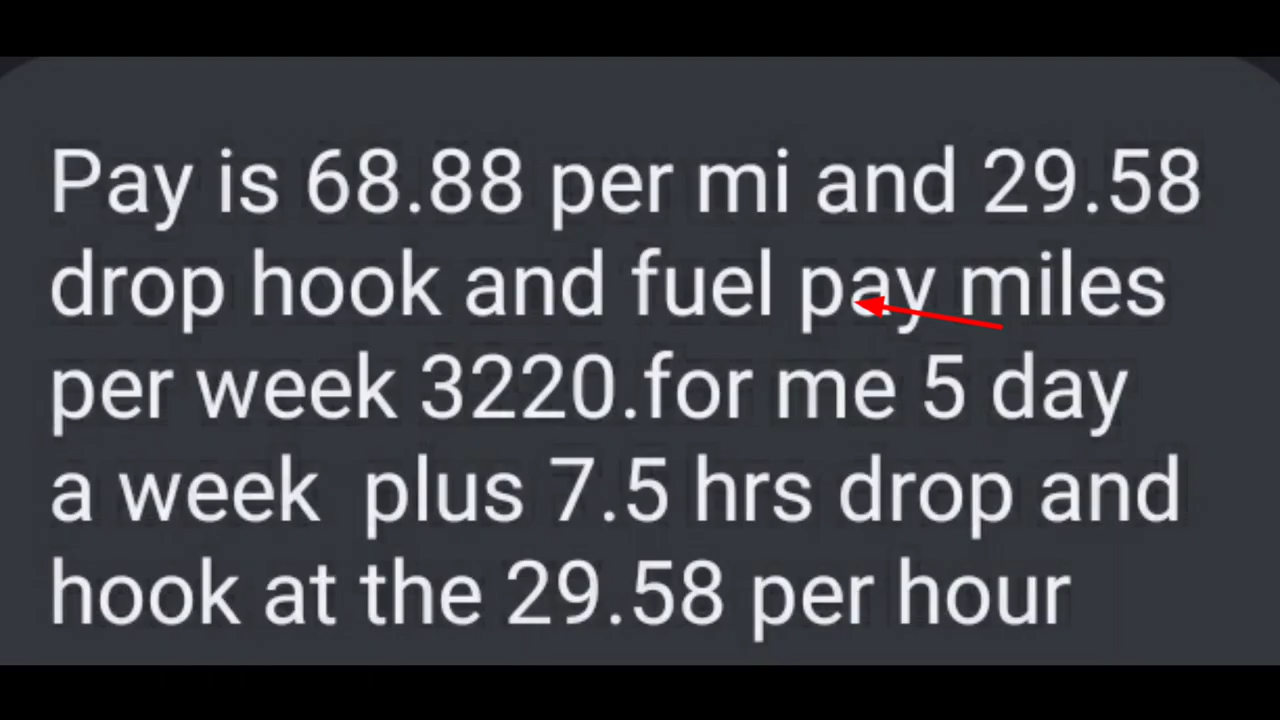 Pay is 68.88 per mi and 29.58
drop hook and fuel pay miles
per week 3220.for me 5 day
a week  plus 7.5 hrs drop and
hook at the 29.58 per hour